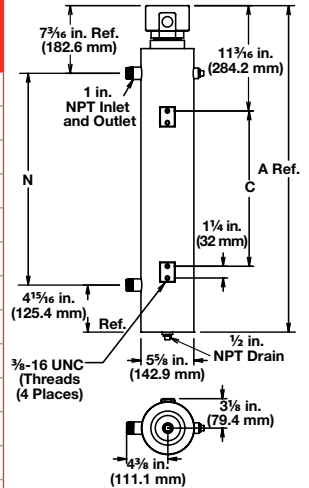 7³⁄₁₆ in. Ref.
(182.6 mm)
11³⁄₁₆ in.
(284.2 mm)
1 in.
NPT Inlet
and Outlet
N
A Ref.
C
1¼ in.
(32 mm)
4¹⁵⁄₁₆ in.
(125.4 mm)
Ref.
½ in.
NPT Drain
⅜-16 UNC
(Threads
(4 Places)
5⅝ in.
(142.9 mm)
3⅛ in.
(79.4 mm)
4⅜ in.
(111.1 mm)